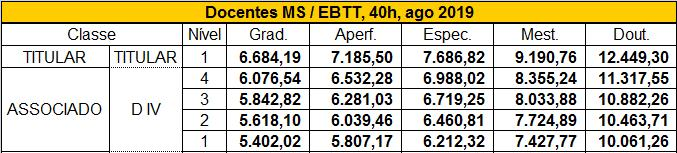 Docentes MS / EBTT, 40h, ago 2019
Classe Nível Grad. Aperf. Espec. Mest. Dout.
TITULAR TITULAR 1 6.684,19 7.185,50 7.686,82 9.190,76 12.449,30
4 6.076,54 6.532,28 6.988,02 8.355,24 11.317,55
ASSOCIADO D IV 3 5.842,82 6.281,03 6.719,25 8.033,88 10.882,26
2 5.618,10 6.039,46 6.460,81 7.724,89 10.463,71
1 5.402,02 5.807,17 6.212,32 7.427,77 10.061,26